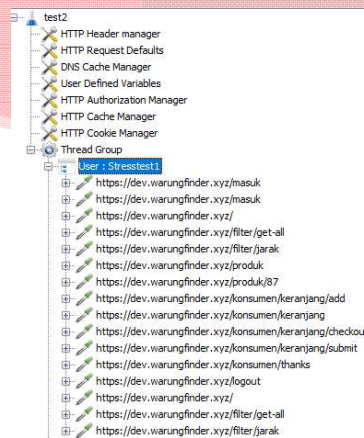 test2
HTTP Header manager
HTTP Request Defaults
DNS Cache Manager
User Defined Variables
HTTP Authorization Manager
HTTP Cache Manager
HTTP Cookie Manager
Thread Group
User : Stresstest1
https://dev.warungfinder.xyz/masuk
https://dev.warungfinder.xyz/masuk
https://dev.warungfinder.xyz/
https://dev.warungfinder.xyz/filter/get-all
https://dev.warungfinder.xyz/filter/jarak
https://dev.warungfinder.xyz/produk
https://dev.warungfinder.xyz/produk/87
https://dev.warungfinder.xyz/konsumen/keranjang/add
https://dev.warungfinder.xyz/konsumen/keranjang
https://dev.warungfinder.xyz/konsumen/keranjang/checkou
https://dev.warungfinder.xyz/konsumen/keranjang/submit
https://dev.warungfinder.xyz/konsumen/thanks
https://dev.warungfinder.xyz/logout
https://dev.warungfinder.xyz/
https://dev.warungfinder.xyz/filter/get-all
https://dev.warungfinder.xyz/filter/jarak